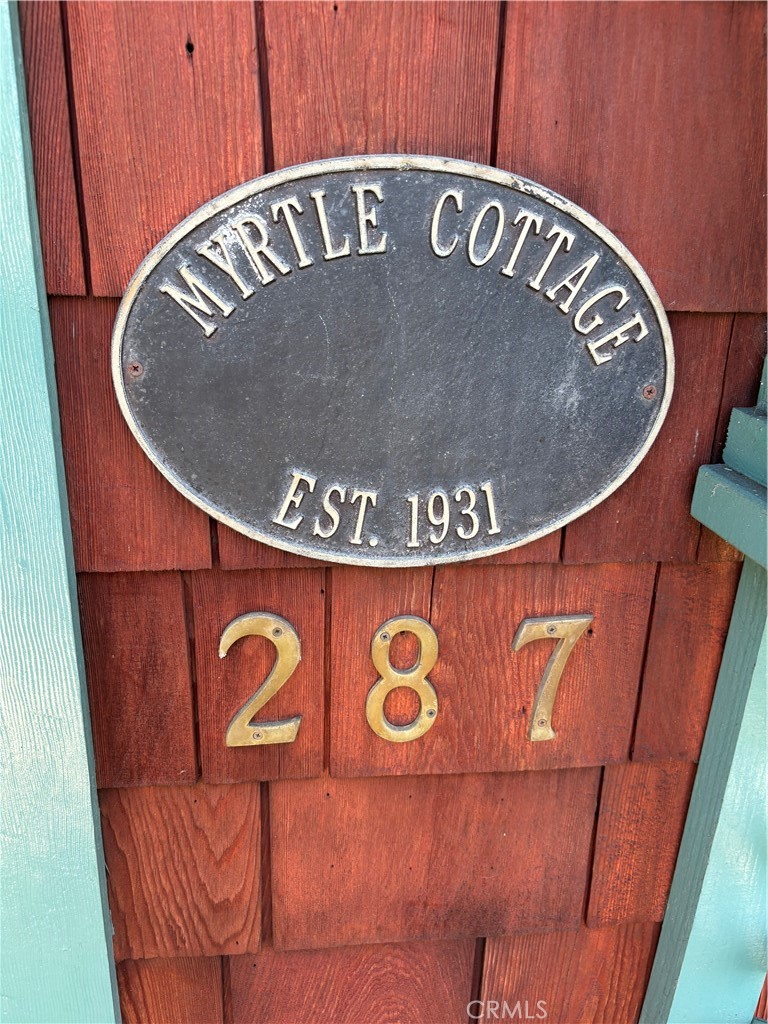 MYRTLE COTTAGE
EST. 1931
287
CRMLS